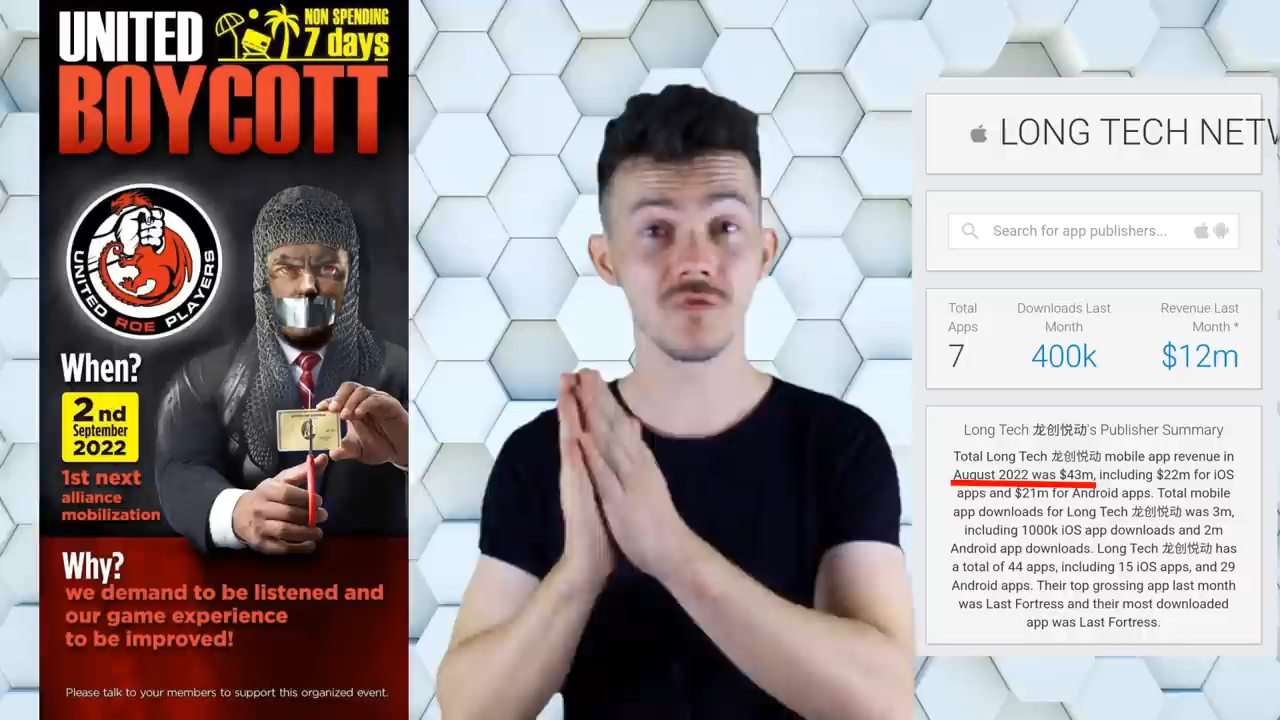 UNITED
NON SPENDING
7 days
BOYCOTT
UNITED ROE PLAYERS
When?
2nd
September
2022
1st next
alliance
mobilization
Why?
we demand to be listened and
our game experience
to be improved!
Please talk to your members to support this organized event.
LONG TECH NETW
Search for app publishers...
Total
Apps
Downloads Last
Month
Revenue Last
Month *
7
400k
$12m
Long Tech 龙创悦动's Publisher Summary
Total Long Tech 龙创悦动 mobile app revenue in
August 2022 was $43m, including $22m for iOS
apps and $21m for Android apps. Total mobile
app downloads for Long Tech 龙创悦动 was 3m,
including 1000k iOS app downloads and 2m
Android app downloads. Long Tech 龙创悦动 has
a total of 44 apps, including 15 iOS apps, and 29
Android apps. Their top grossing app last month
was Last Fortress and their most downloaded
app was Last Fortress.